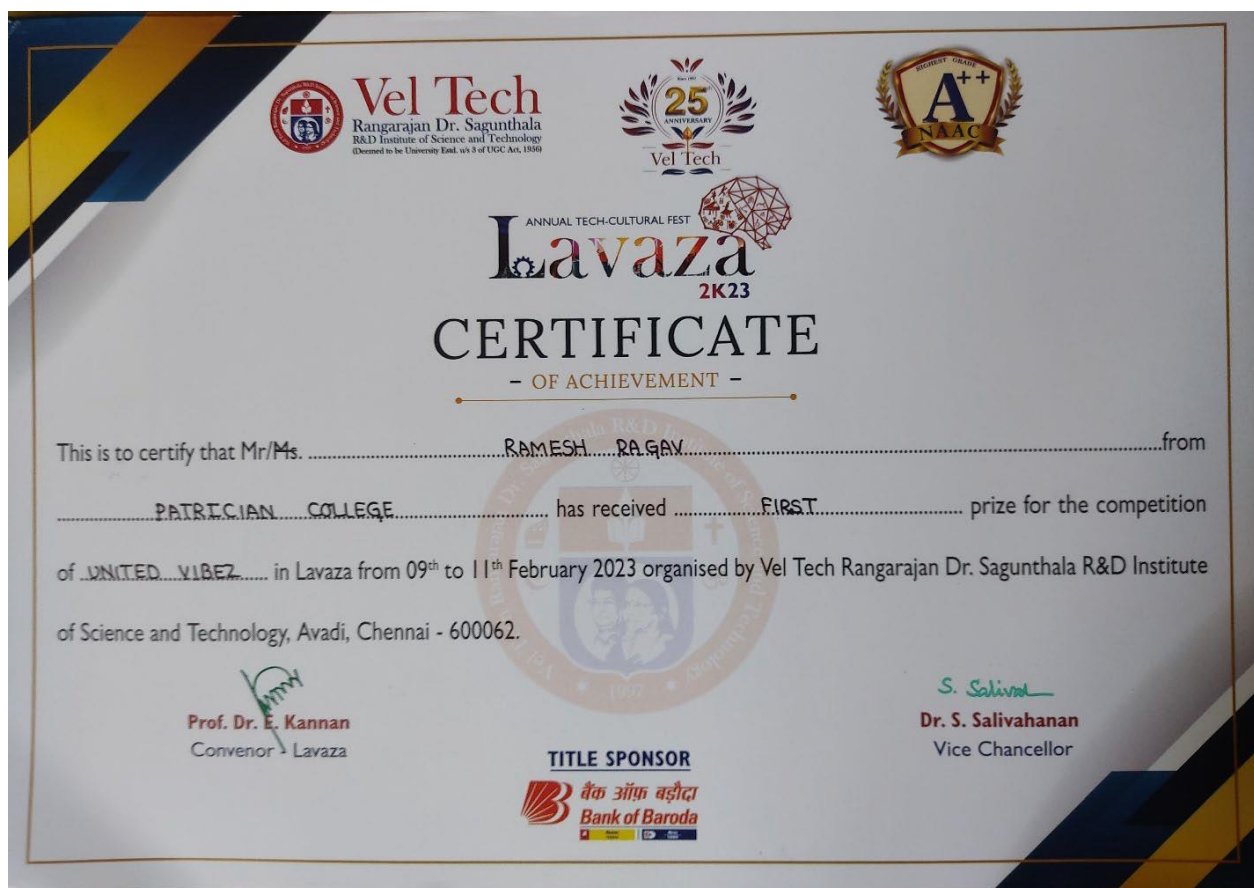 Vel Tech
Rangarajan Dr. Sagunthala
R&D Institute of Science and Technology
(Deemed to be University Estd. u/s 3 of UGC Act, 1956)
Since 1997
25
ANNIVERSARY
Vel Tech
HIGHEST GRADE
A++
NAAC
ANNUAL TECH-CULTURAL FEST
Lavaza
2K23
CERTIFICATE
- OF ACHIEVEMENT -
This is to certify that Mr/Ms. RAMESH RAGAV from
PATRICIAN COLLEGE has received FIRST prize for the competition
of UNITED VIBEZ in Lavaza from 09th to 11th February 2023 organised by Vel Tech Rangarajan Dr. Sagunthala R&D Institute
of Science and Technology, Avadi, Chennai - 600062.
S. Salivah
Prof. Dr. E. Kannan
Convenor - Lavaza
Dr. S. Salivahanan
Vice Chancellor
TITLE SPONSOR
बैंक ऑफ़ बड़ौदा
Bank of Baroda